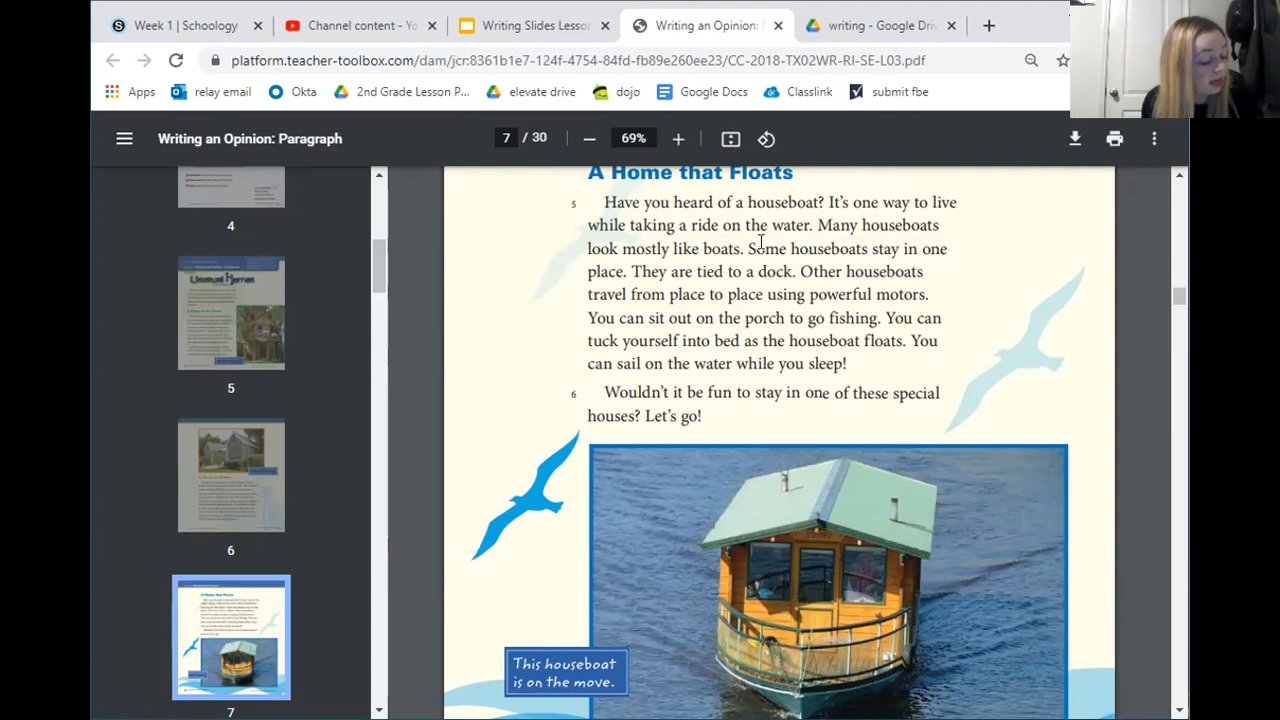 Week 1 | Schoology
Channel content - Yo
Writing Slides Lesso
Writing an Opinion:
writing - Google Driv
platform.teacher-toolbox.com/dam/jcr:8361b1e7-124f-4754-84fd-fb89e260ee23/CC-2018-TX02WR-RI-SE-L03.pdf
Apps
relay email
Okta
2nd Grade Lesson P...
elevate drive
dojo
Google Docs
Classlink
submit fbe
Writing an Opinion: Paragraph
7 / 30
69%
4
Unusual Homes
5
6
7
A Home that Floats
5 Have you heard of a houseboat? It's one way to live
while taking a ride on the water. Many houseboats
look mostly like boats. Some houseboats stay in one
place. They are tied to a dock. Other houseboats
travel from place to place using powerful motors.
You can sit out on the porch to go fishing. You can
tuck yourself into bed as the houseboat floats. You
can sail on the water while you sleep!
6 Wouldn't it be fun to stay in one of these special
houses? Let's go!
This houseboat
is on the move.